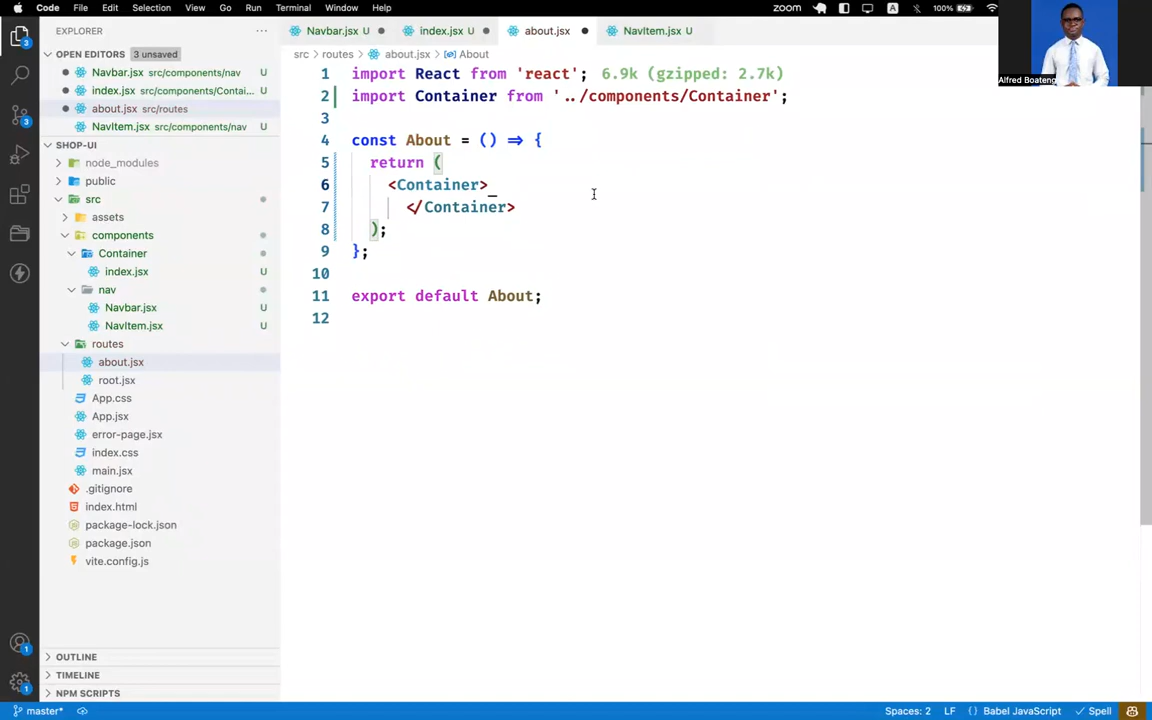 Code File Edit Selection View Go Run Terminal Window Help zoom A 100%
Alfred Boateng
EXPLORER
OPEN EDITORS 3 unsaved
Navbar.jsx src/components/nav U
index.jsx src/components/Contai... U
about.jsx src/routes
NavItem.jsx src/components/nav U
SHOP-UI
node_modules
public
src
assets
components
Container
index.jsx U
nav
Navbar.jsx U
NavItem.jsx U
routes
about.jsx
root.jsx
App.css
App.jsx
error-page.jsx
index.css
main.jsx
.gitignore
index.html
package-lock.json
package.json
vite.config.js
OUTLINE
TIMELINE
NPM SCRIPTS
3
3
1
1
Navbar.jsx U index.jsx U about.jsx NavItem.jsx U
src > routes > about.jsx > About
1 import React from 'react'; 6.9k (gzipped: 2.7k)
2 import Container from '../components/Container';
3
4 const About = () => {
5 return (
6 <Container>
7 </Container>
8 );
9 };
10
11 export default About;
12
master* Spaces: 2 LF {} Babel JavaScript Spell